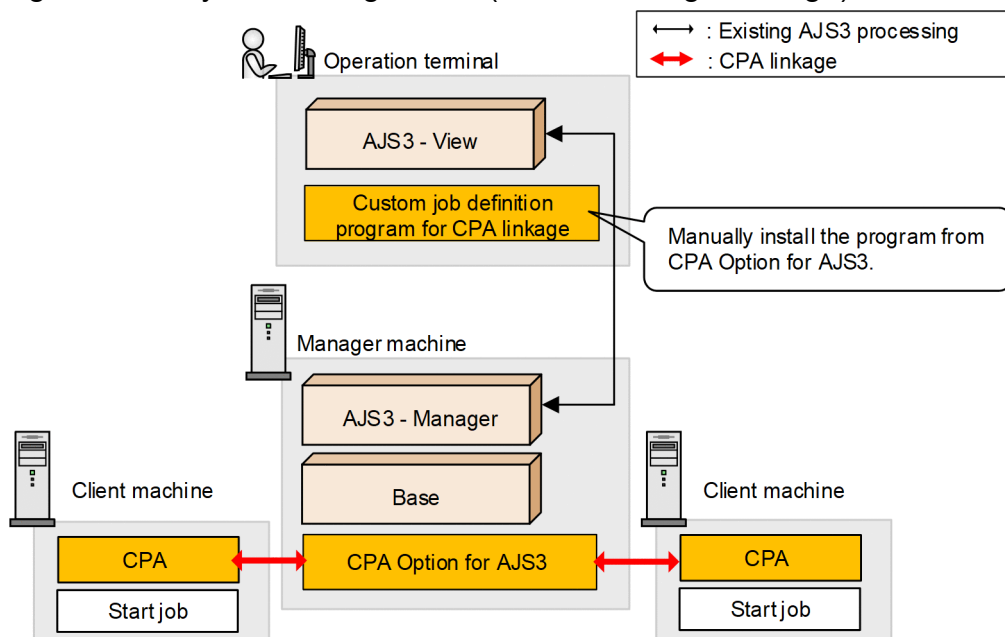 : Existing AJS3 processing
: CPA linkage
Operation terminal
AJS3 - View
Custom job definition
program for CPA linkage
Manually install the program from
CPA Option for AJS3.
Manager machine
AJS3 - Manager
Base
CPA Option for AJS3
Client machine
CPA
Start job
Client machine
CPA
Start job